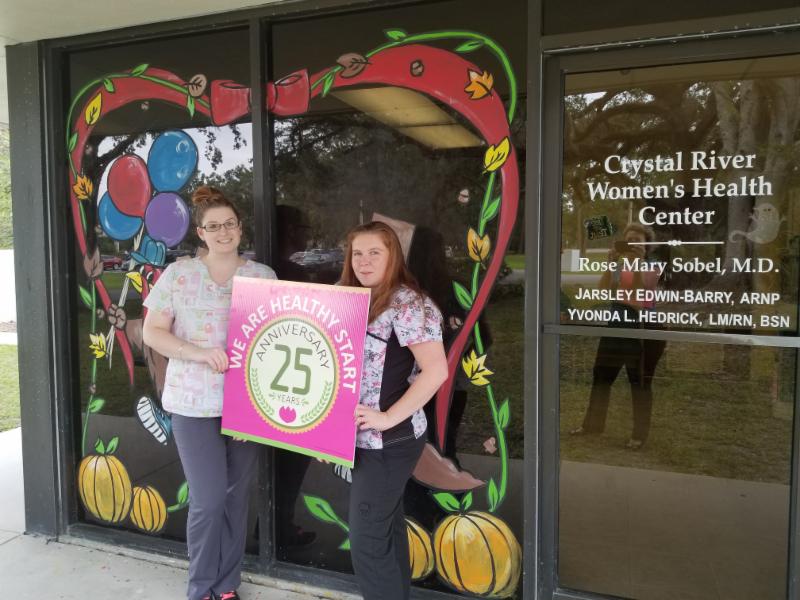 WE ARE HEALTHY START
ANNIVERSARY
25
YEARS
Crystal River
Women's Health
Center
Rose Mary Sobel, M.D.
JARSLEY EDWIN-BARRY, ARNP
YVONDA L. HEDRICK, LM/RN, BSN